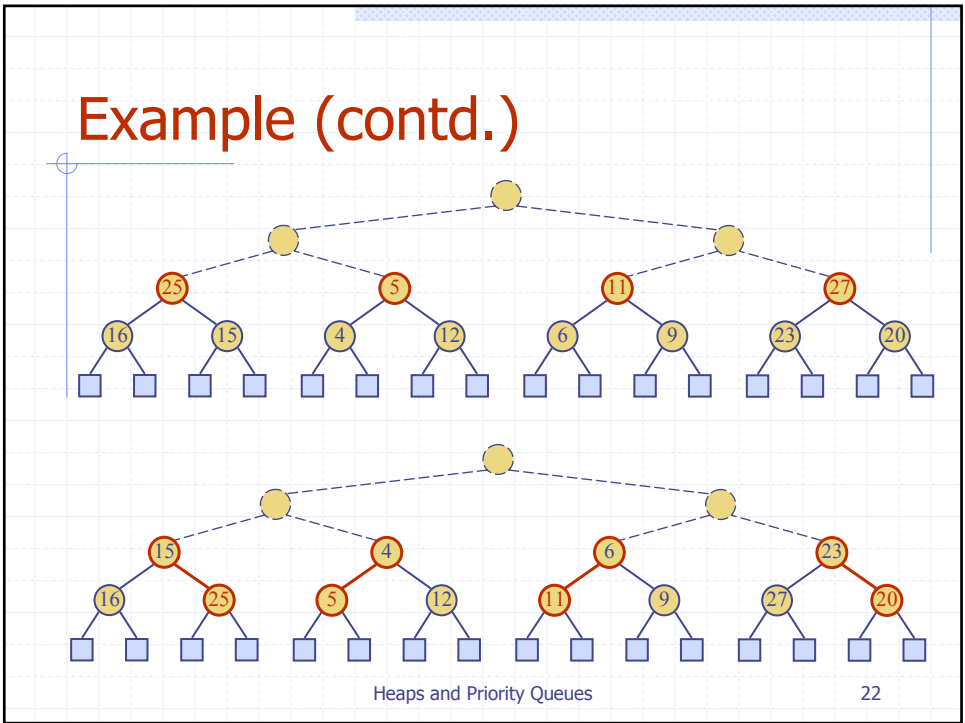 Example (contd.)
25 5 11 27
16 15 4 12 6 9 23 20
15 4 6 23
16 25 5 12 11 9 27 20
Heaps and Priority Queues 22